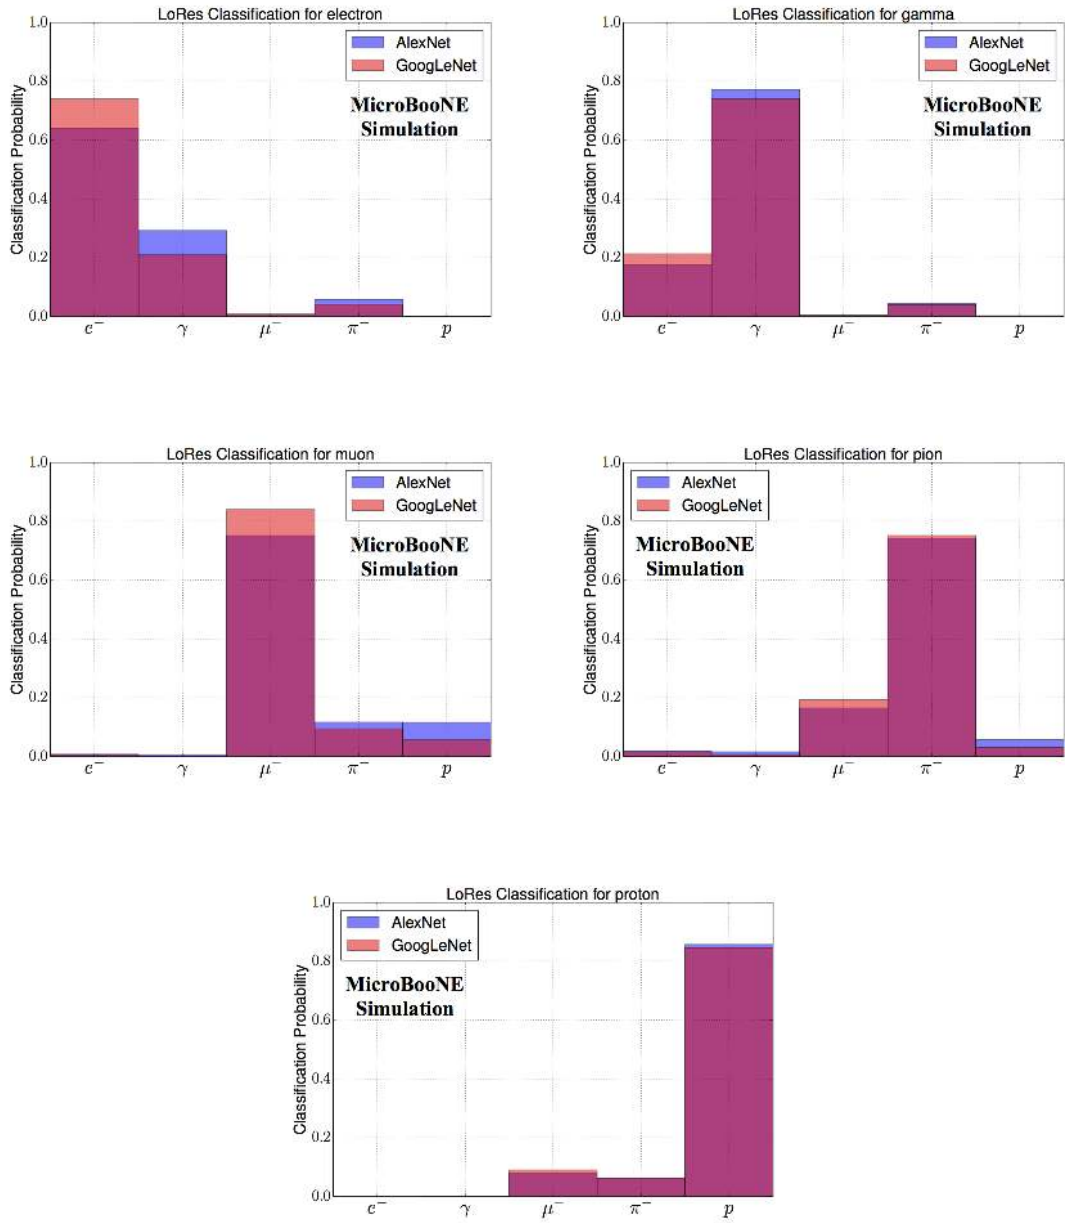 LoRes Classification for electron
1.0
0.8
0.6
0.4
0.2
0.0
Classification Probability
AlexNet
GoogLeNet
MicroBooNE
Simulation
e⁻ γ μ⁻ π⁻ p
LoRes Classification for gamma
1.0
0.8
0.6
0.4
0.2
0.0
Classification Probability
AlexNet
GoogLeNet
MicroBooNE
Simulation
e⁻ γ μ⁻ π⁻ p
LoRes Classification for muon
1.0
0.8
0.6
0.4
0.2
0.0
Classification Probability
AlexNet
GoogLeNet
MicroBooNE
Simulation
e⁻ γ μ⁻ π⁻ p
LoRes Classification for pion
1.0
0.8
0.6
0.4
0.2
0.0
Classification Probability
AlexNet
GoogLeNet
MicroBooNE
Simulation
e⁻ γ μ⁻ π⁻ p
LoRes Classification for proton
1.0
0.8
0.6
0.4
0.2
0.0
Classification Probability
AlexNet
GoogLeNet
MicroBooNE
Simulation
e⁻ γ μ⁻ π⁻ p